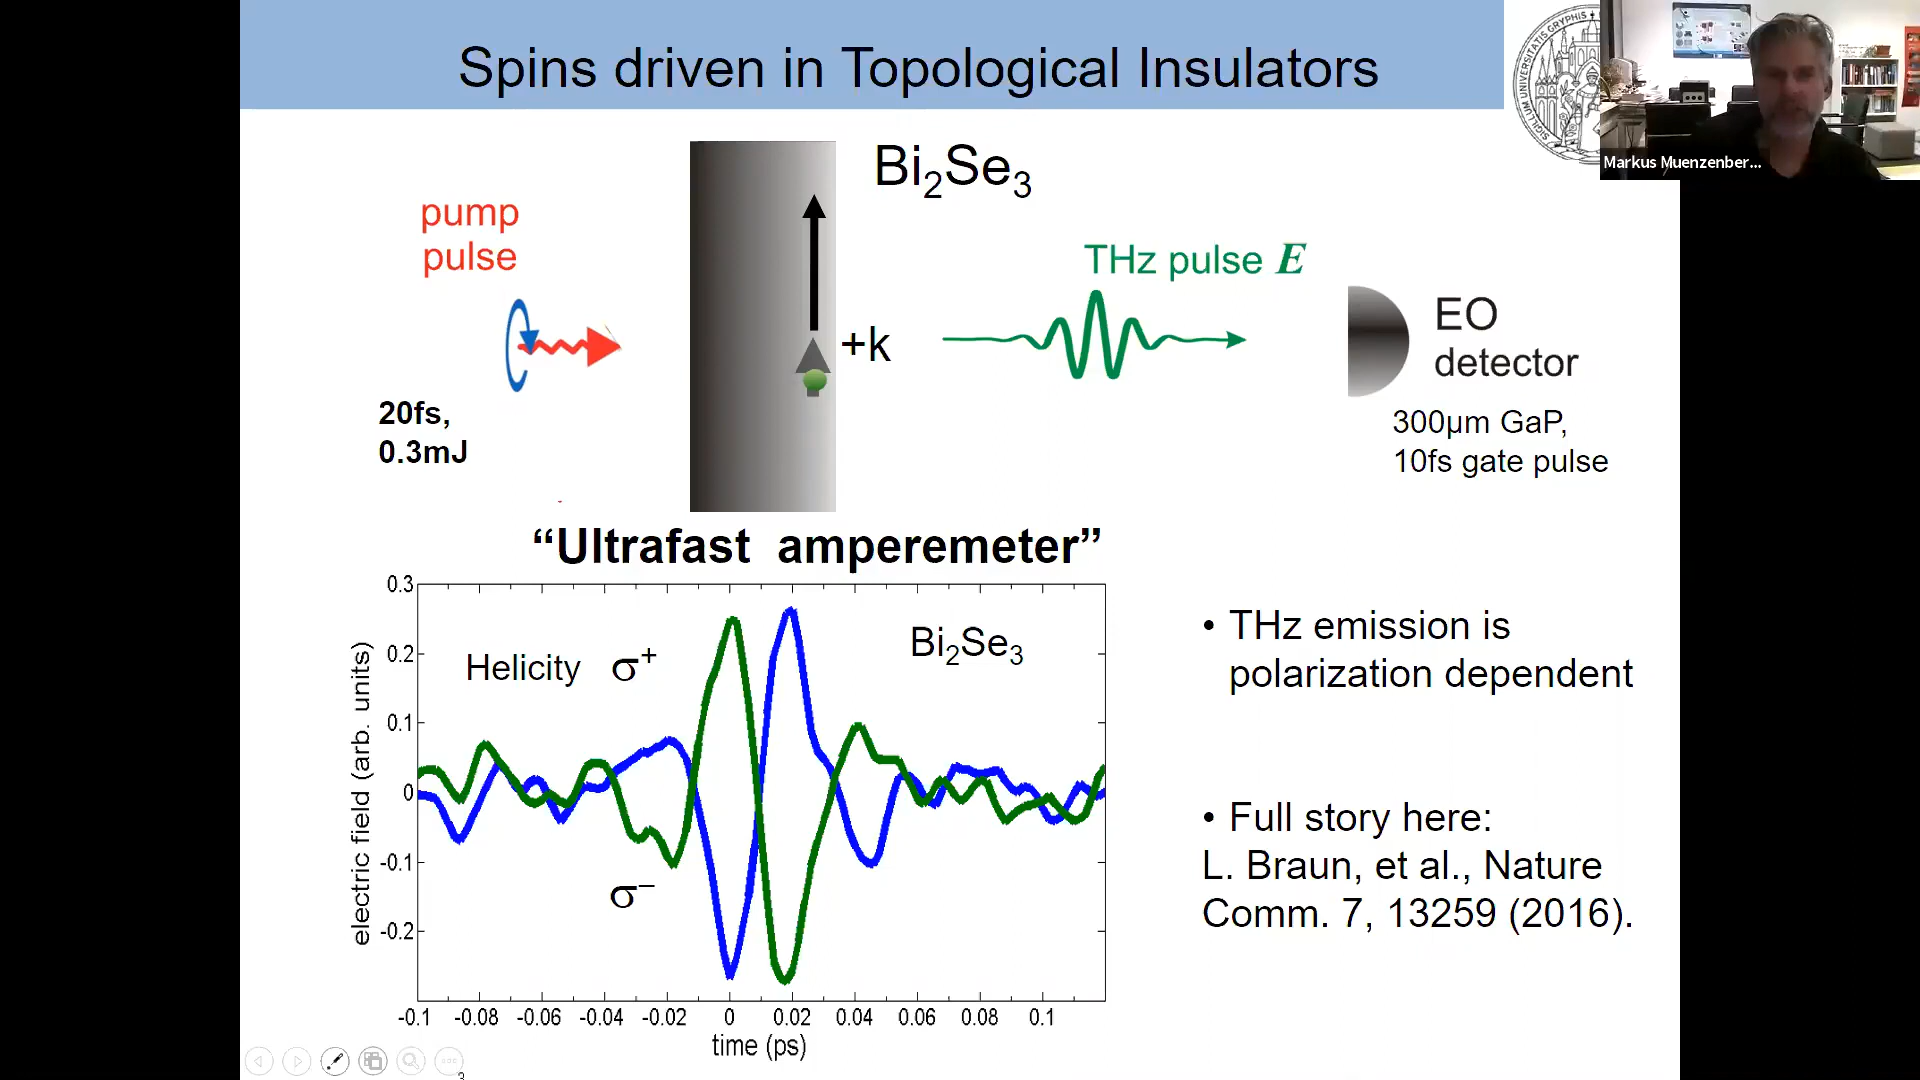 Spins driven in Topological Insulators
Markus Muenzenber...
Bi₂Se₃
pump
pulse
THz pulse E
+k
EO
detector
20fs,
0.3mJ
300µm GaP,
10fs gate pulse
“Ultrafast amperemeter”
0.3
0.2
0.1
0
-0.1
-0.2
electric field (arb. units)
Helicity σ⁺
Bi₂Se₃
σ⁻
-0.1 -0.08 -0.06 -0.04 -0.02 0 0.02 0.04 0.06 0.08 0.1
time (ps)
• THz emission is
polarization dependent
• Full story here:
L. Braun, et al., Nature
Comm. 7, 13259 (2016).
3